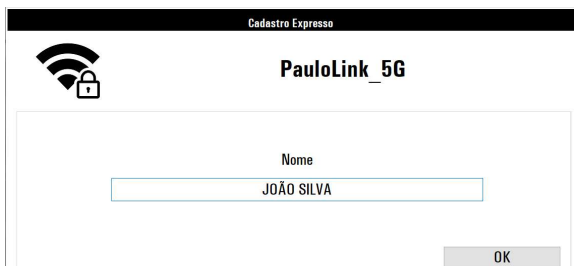 Cadastro Expresso
PauloLink_5G
Nome
JOÃO SILVA
OK